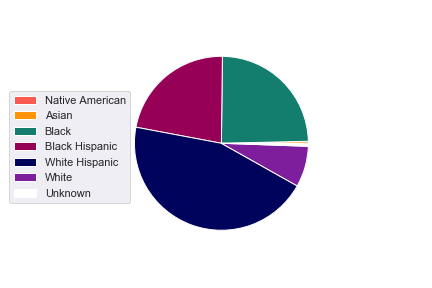 Native American
Asian
Black
Black Hispanic
White Hispanic
White
Unknown